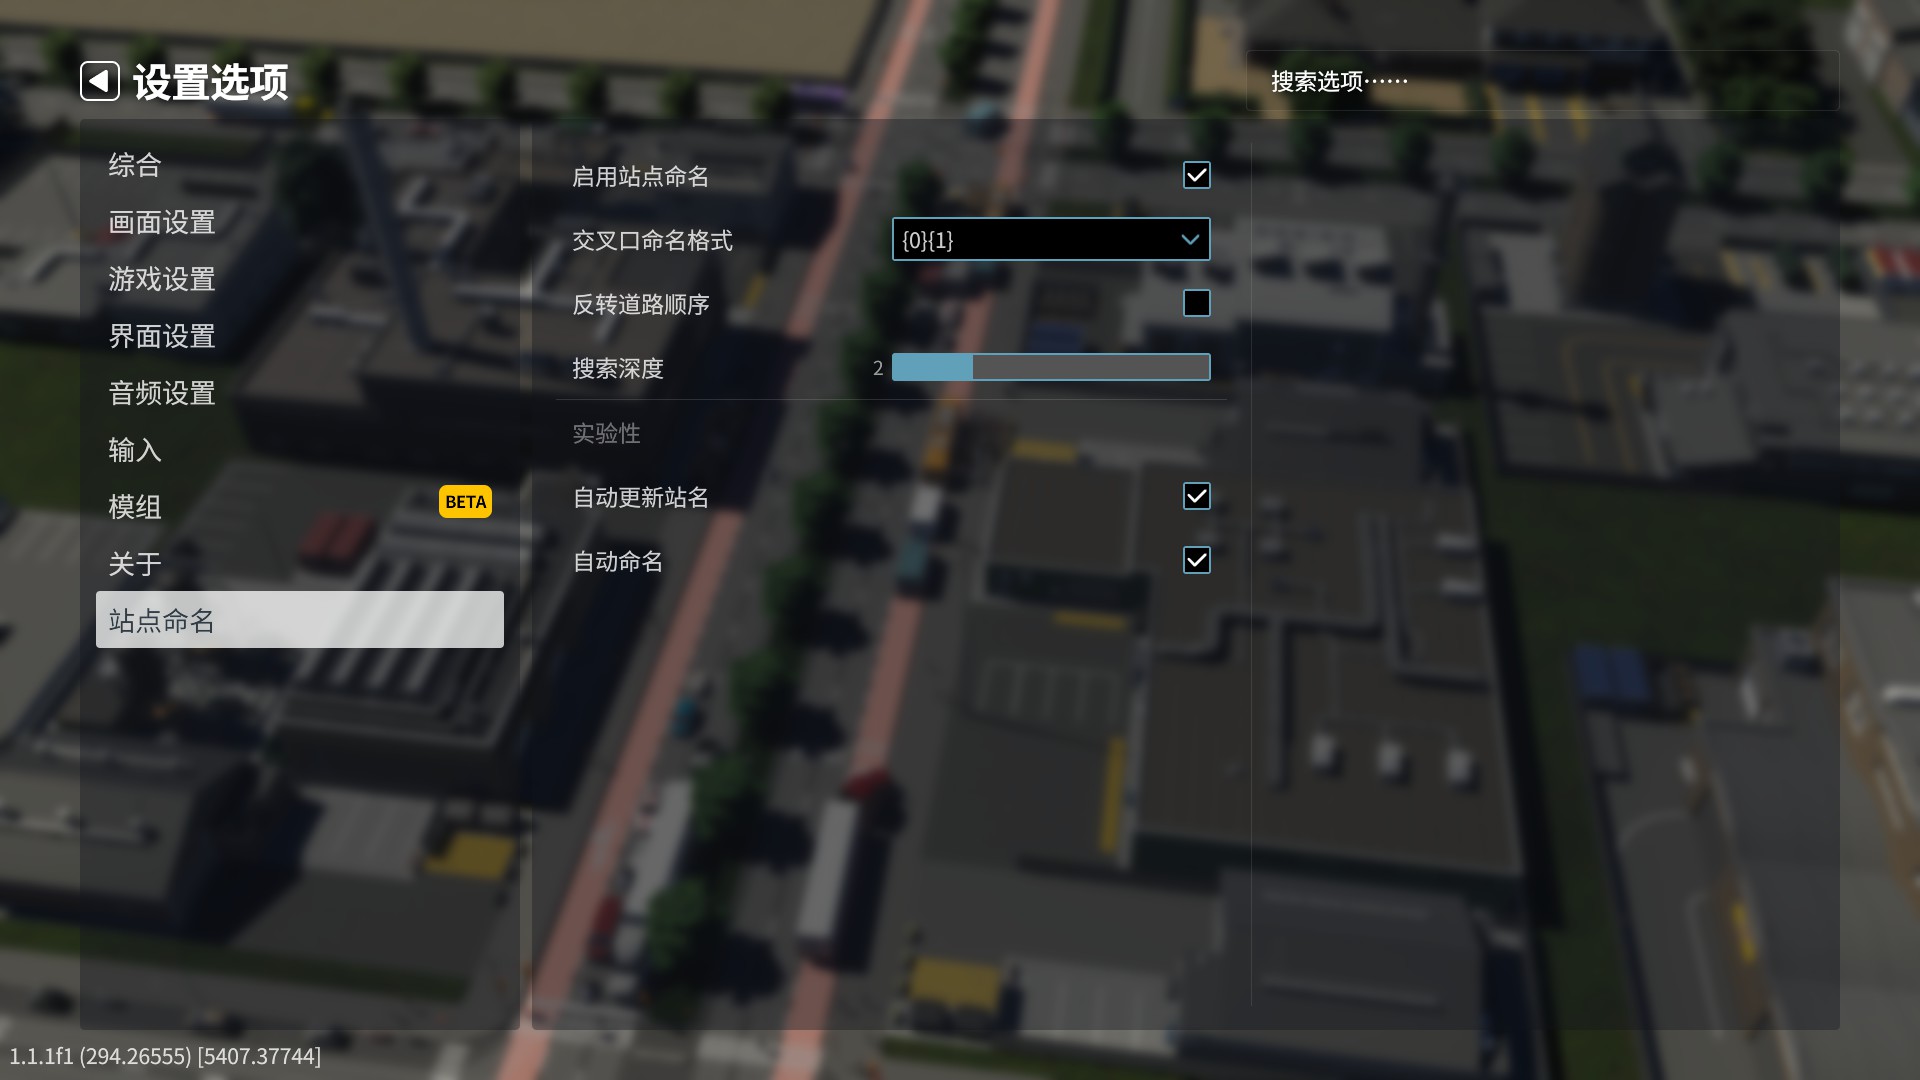 设置选项
搜索选项……
综合
画面设置
游戏设置
界面设置
音频设置
输入
模组
BETA
关于
站点命名
启用站点命名
交叉口命名格式
{0}{1}
反转道路顺序
搜索深度
2
实验性
自动更新站名
自动命名
1.1.1f1 (294.26555) [5407.37744]